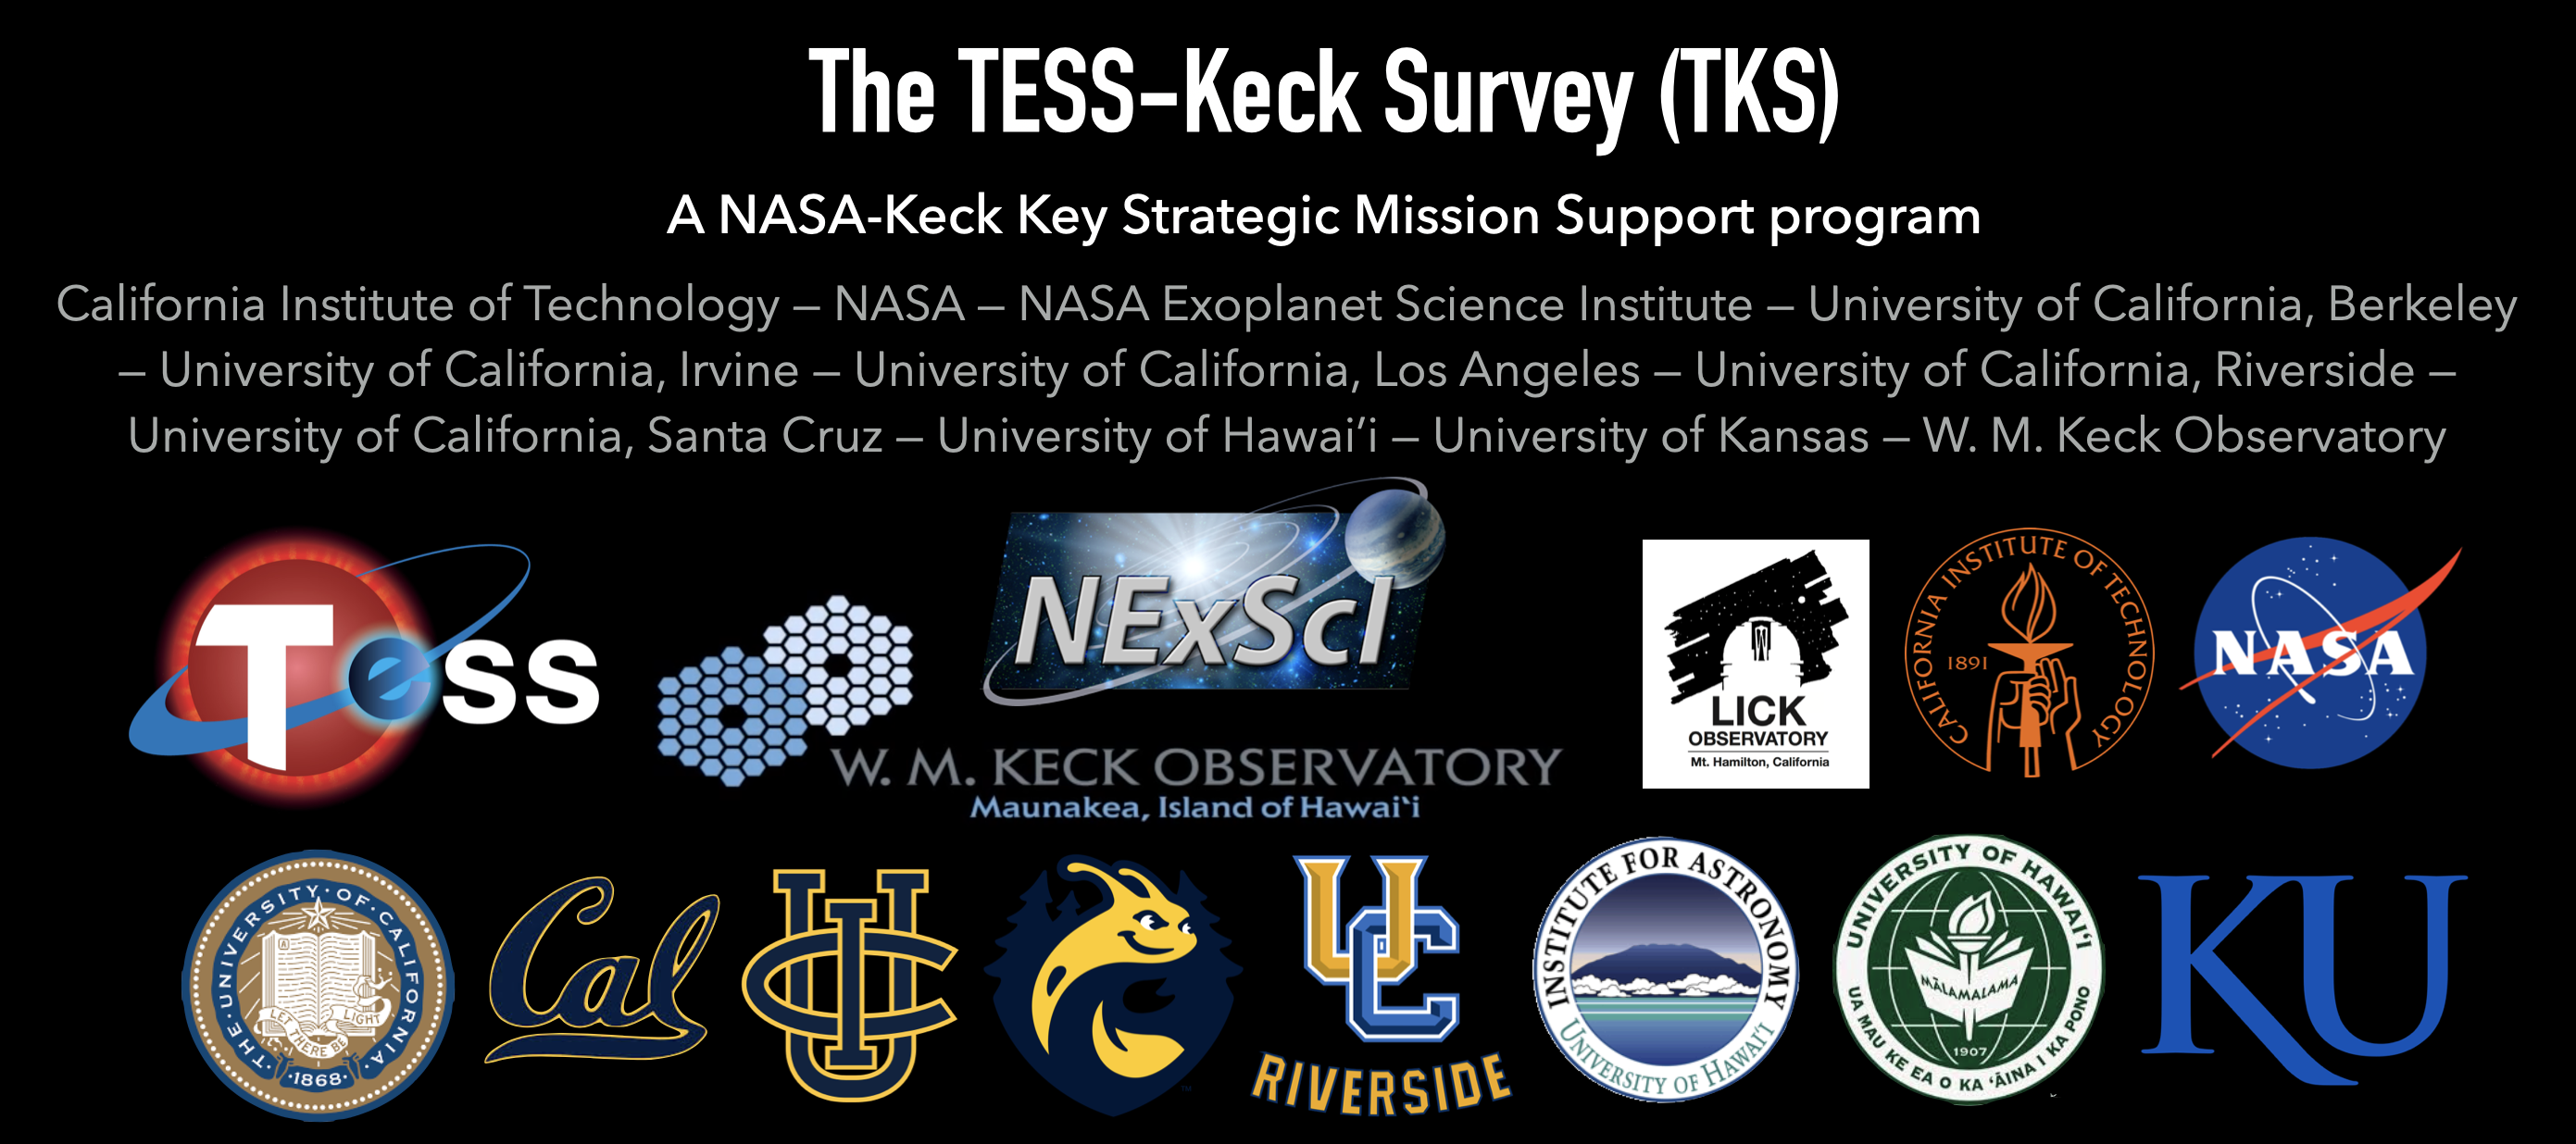 The TESS–Keck Survey (TKS)
A NASA-Keck Key Strategic Mission Support program
California Institute of Technology – NASA – NASA Exoplanet Science Institute – University of California, Berkeley
– University of California, Irvine – University of California, Los Angeles – University of California, Riverside –
University of California, Santa Cruz – University of Hawai’i – University of Kansas – W. M. Keck Observatory
Tess
W. M. KECK OBSERVATORY
Maunakea, Island of Hawai‘i
NExScI
LICK
OBSERVATORY
Mt. Hamilton, California
CALIFORNIA INSTITUTE OF TECHNOLOGY
1891
NASA
THE·UNIVERSITY·OF·CALIFORNIA·
A
LET THERE BE LIGHT
·1868·
Cal
UCI
UC
RIVERSIDE
INSTITUTE FOR ASTRONOMY
UNIVERSITY OF HAWAI‘I
UNIVERSITY OF HAWAI‘I
MĀLAMALAMA
1907
UA MAU KE EA O KA ‘ĀINA I KA PONO
KU